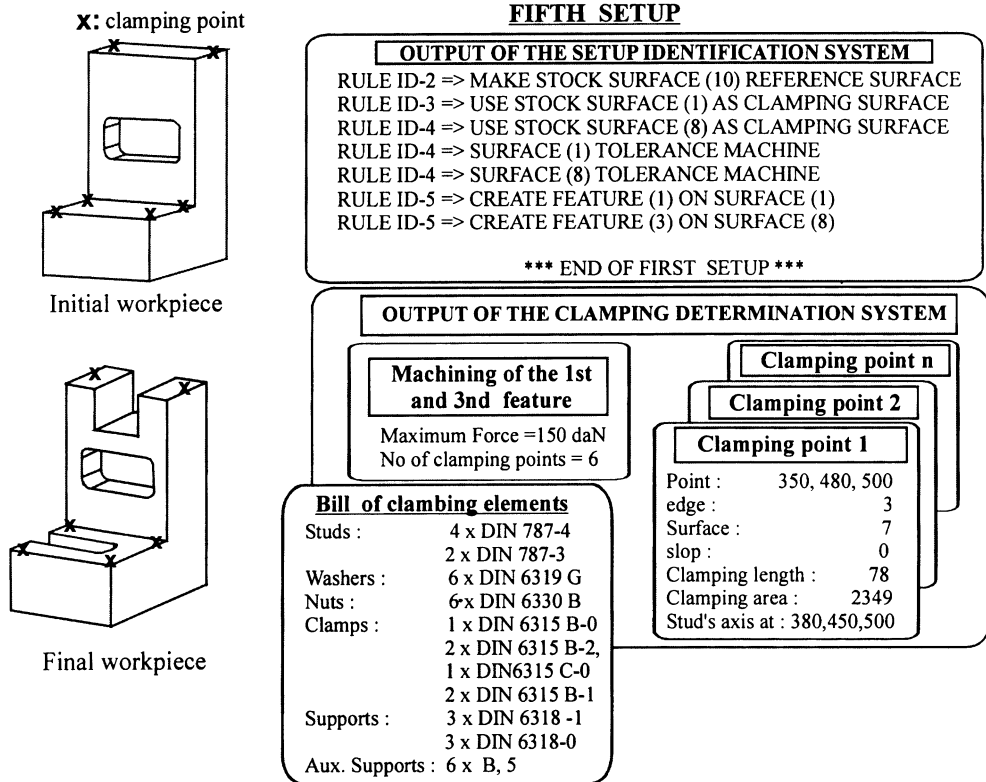 FIFTH SETUP
x: clamping point
Initial workpiece
Final workpiece
OUTPUT OF THE SETUP IDENTIFICATION SYSTEM
RULE ID-2 => MAKE STOCK SURFACE (10) REFERENCE SURFACE
RULE ID-3 => USE STOCK SURFACE (1) AS CLAMPING SURFACE
RULE ID-4 => USE STOCK SURFACE (8) AS CLAMPING SURFACE
RULE ID-4 => SURFACE (1) TOLERANCE MACHINE
RULE ID-4 => SURFACE (8) TOLERANCE MACHINE
RULE ID-5 => CREATE FEATURE (1) ON SURFACE (1)
RULE ID-5 => CREATE FEATURE (3) ON SURFACE (8)
*** END OF FIRST SETUP ***
OUTPUT OF THE CLAMPING DETERMINATION SYSTEM
Machining of the 1st
and 3nd feature
Maximum Force =150 daN
No of clamping points = 6
Clamping point n
Clamping point 2
Clamping point 1
Point : 350, 480, 500
edge : 3
Surface : 7
slop : 0
Clamping length : 78
Clamping area : 2349
Stud's axis at : 380,450,500
Bill of clambing elements
Studs : 4 x DIN 787-4
2 x DIN 787-3
Washers : 6 x DIN 6319 G
Nuts : 6 x DIN 6330 B
Clamps : 1 x DIN 6315 B-0
2 x DIN 6315 B-2,
1 x DIN6315 C-0
2 x DIN 6315 B-1
Supports : 3 x DIN 6318 -1
3 x DIN 6318-0
Aux. Supports : 6 x B, 5